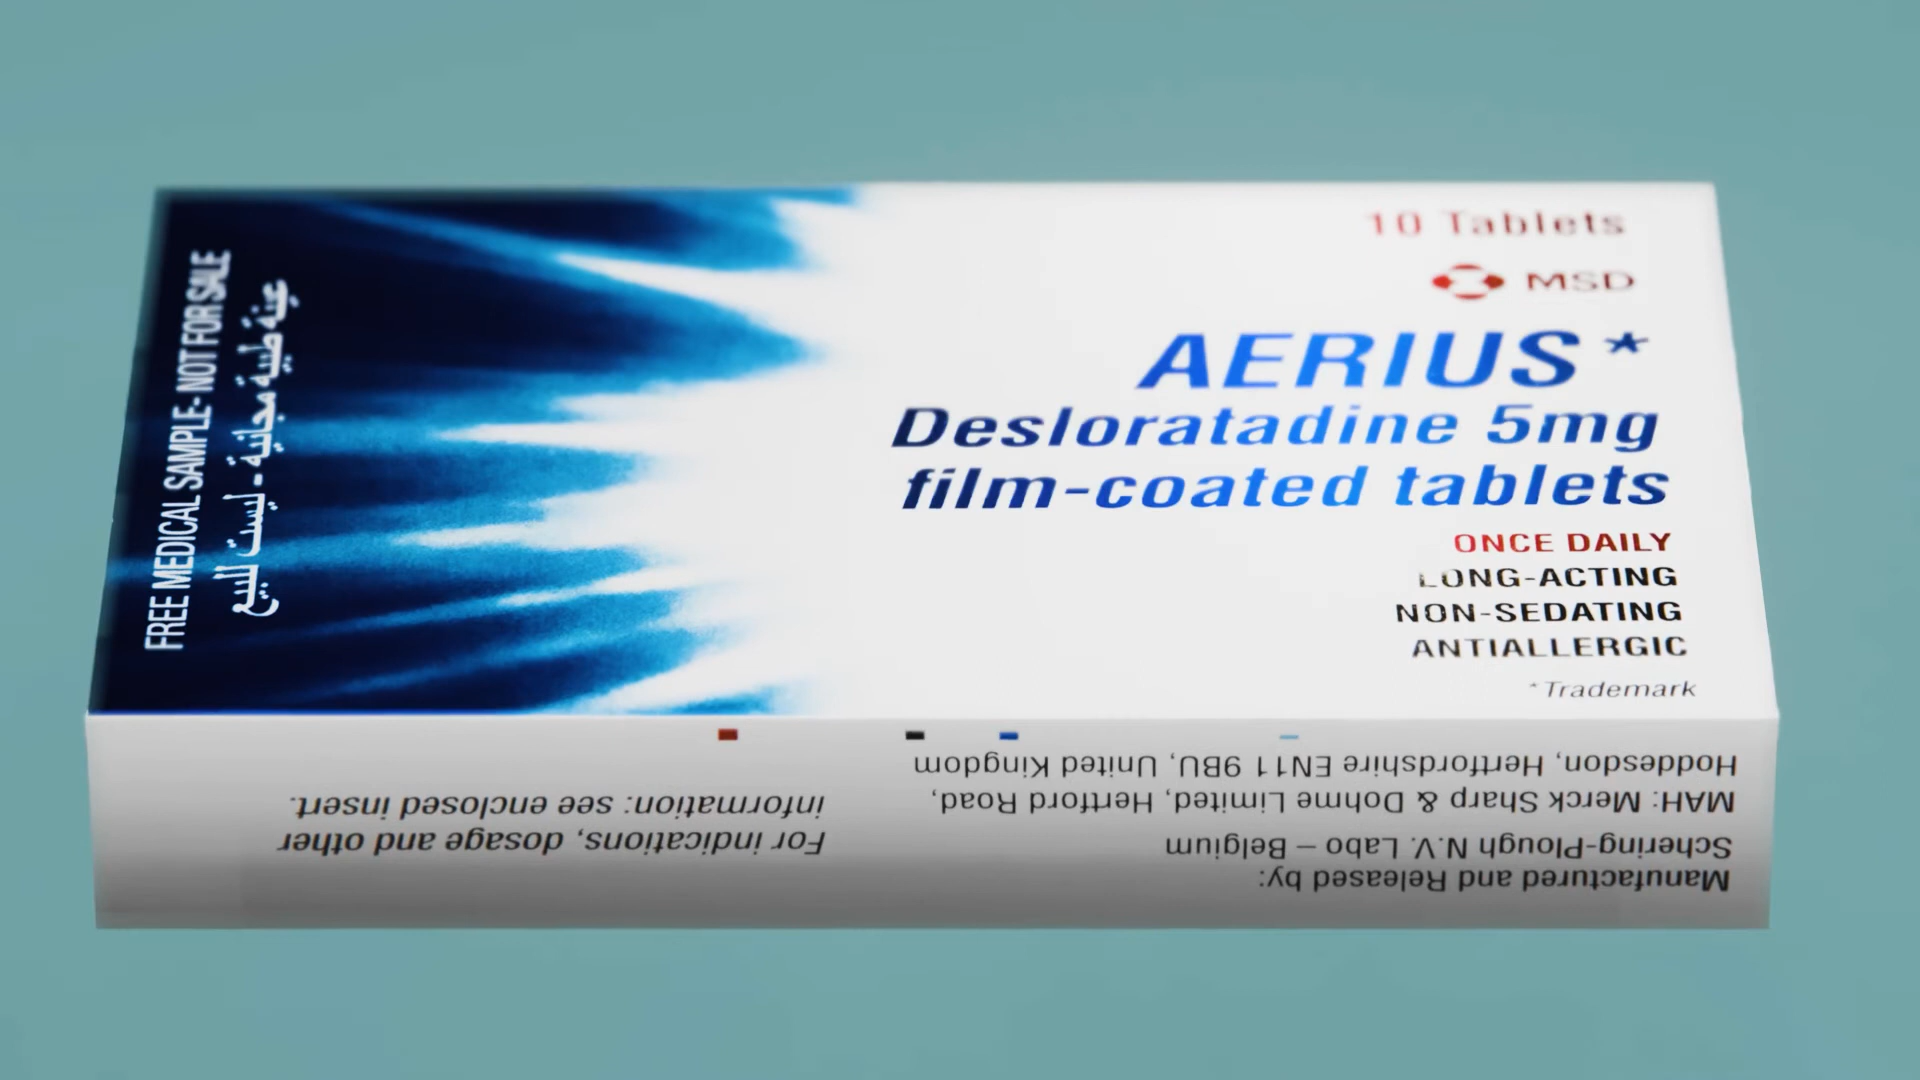 10 Tablets
MSD
AERIUS*
Desloratadine 5mg
film-coated tablets
ONCE DAILY
LONG-ACTING
NON-SEDATING
ANTIALLERGIC
*Trademark
FREE MEDICAL SAMPLE- NOT FOR SALE
عينة طبية مجانية - ليست للبيع
Manufactured and Released by:
Schering-Plough N.V. Labo – Belgium
MAH: Merck Sharp & Dohme Limited, Hertford Road,
Hoddesdon, Hertfordshire EN11 9BU, United Kingdom
For indications, dosage and other
information: see enclosed insert.